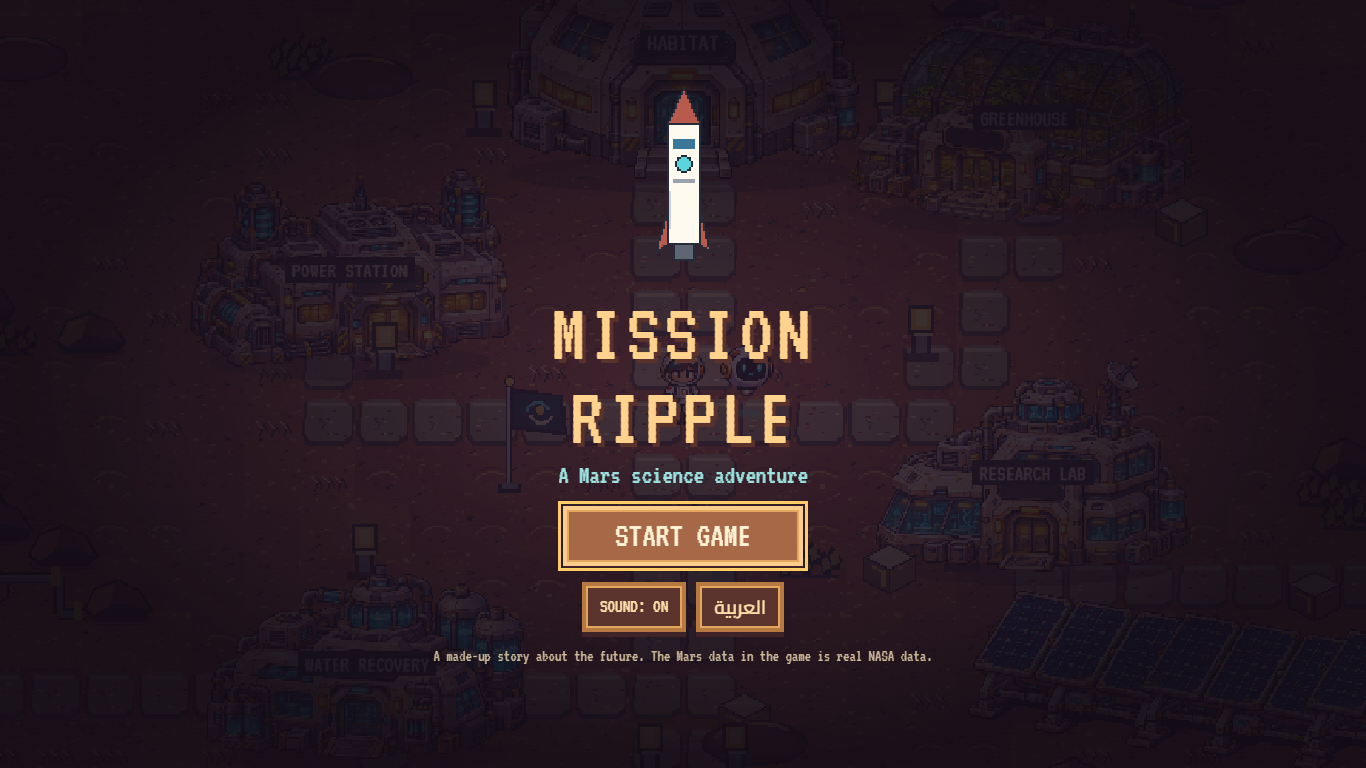 HABITAT
GREENHOUSE
POWER STATION
MISSION
RIPPLE
A Mars science adventure
RESEARCH LAB
START GAME
SOUND: ON
العربية
WATER RECOVERY
A made-up story about the future. The Mars data in the game is real NASA data.